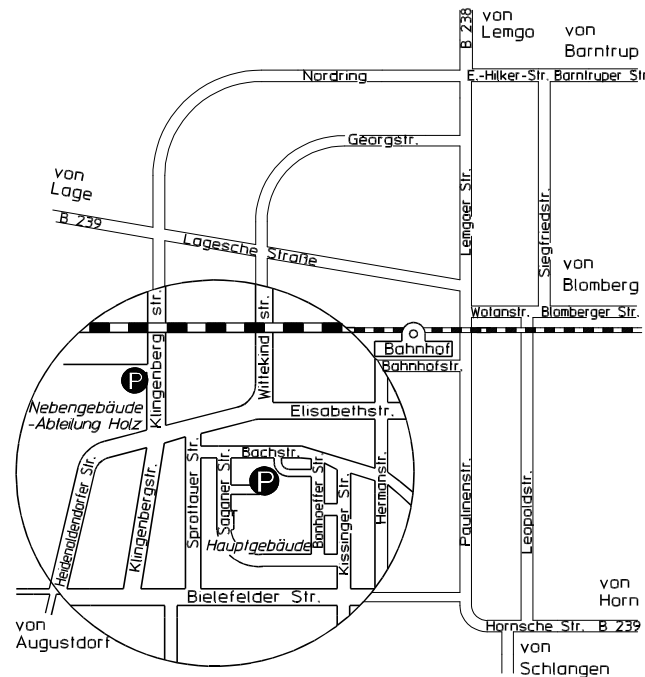 B 238
von
Lemgo
von
Barntrup
Nordring
E.-Hilker-Str.
Barntruper Str
Georgstr.
von
Lage
B 239
Lagesche Straße
Lemgoer Str.
Siegfriedstr.
von
Blomberg
Wotanstr.
Blomberger Str.
Klingenberg str.
Wittekind str.
Bahnhof
Bahnhofstr.
P
Nebengebäude
-Abteilung Holz
Elisabethstr.
Heidenoldendorfer Str.
Klingenbergstr.
Sprottauer Str.
Saganer Str.
Bachstr.
P
Hauptgebäude
Bonhoeffer Str.
Kissinger Str.
Hermanstr.
Paulinenstr.
Leopoldstr.
Bielefelder Str.
von
Augustdorf
von
Horn
Hornsche Str. B 239
von
Schlangen